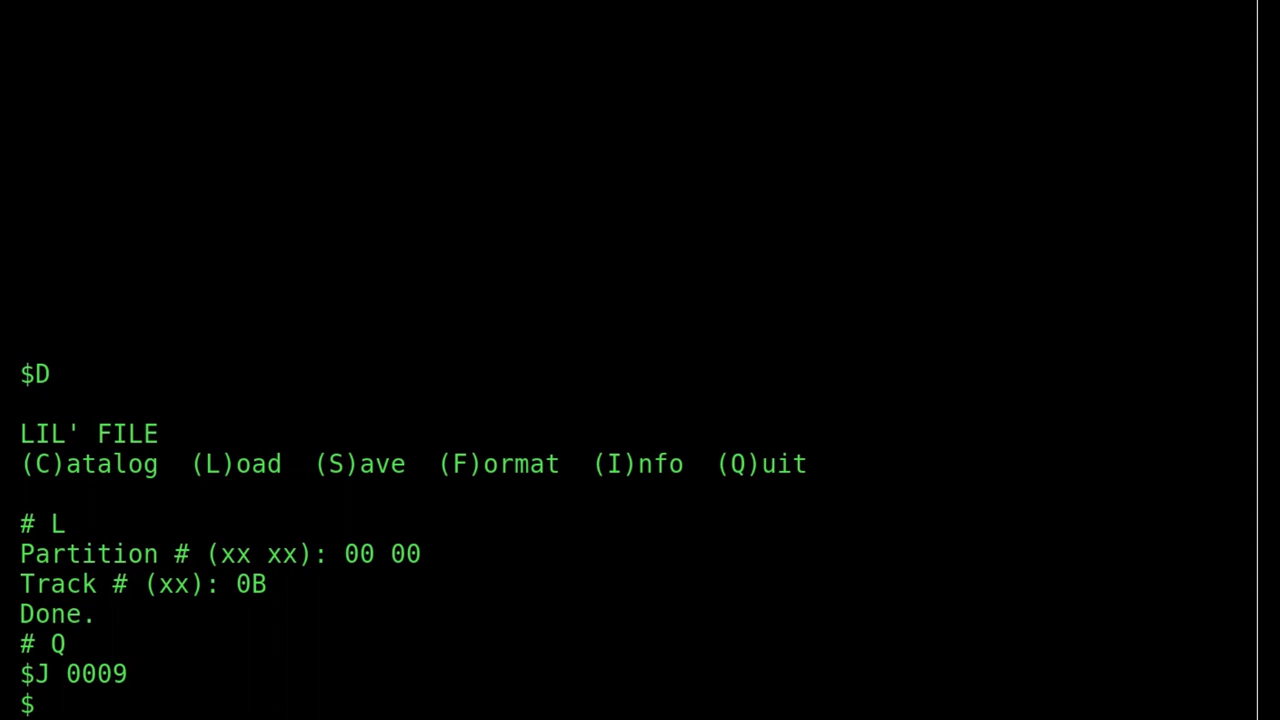 $D
LIL' FILE
(C)atalog  (L)oad  (S)ave  (F)ormat  (I)nfo  (Q)uit
# L
Partition # (xx xx): 00 00
Track # (xx): 0B
Done.
# Q
$J 0009
$